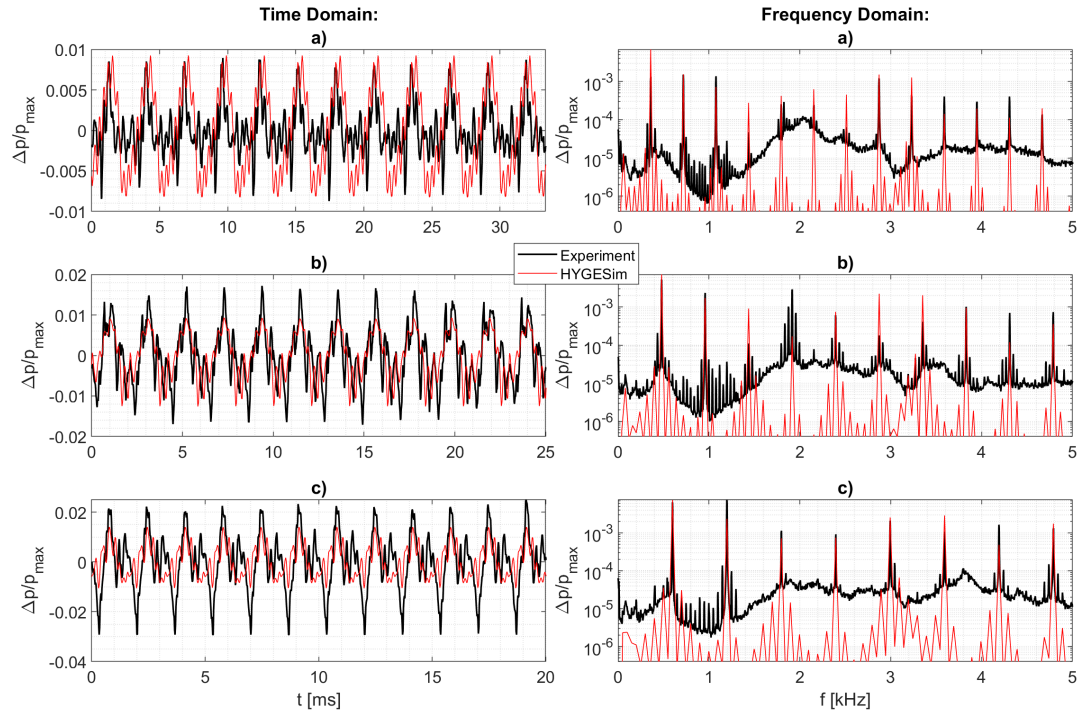 Time Domain:
a)
0.01
0.005
0
-0.005
-0.01
Δp/p_max
0 5 10 15 20 25 30
b)
0.02
0.01
0
-0.01
-0.02
Δp/p_max
0 5 10 15 20 25
c)
0.02
0
-0.02
-0.04
Δp/p_max
0 5 10 15 20
t [ms]
Experiment
HYGESim
Frequency Domain:
a)
10^-3
10^-4
10^-5
10^-6
Δp/p_max
0 1 2 3 4 5
b)
10^-3
10^-4
10^-5
10^-6
Δp/p_max
0 1 2 3 4 5
c)
10^-3
10^-4
10^-5
10^-6
Δp/p_max
0 1 2 3 4 5
f [kHz]